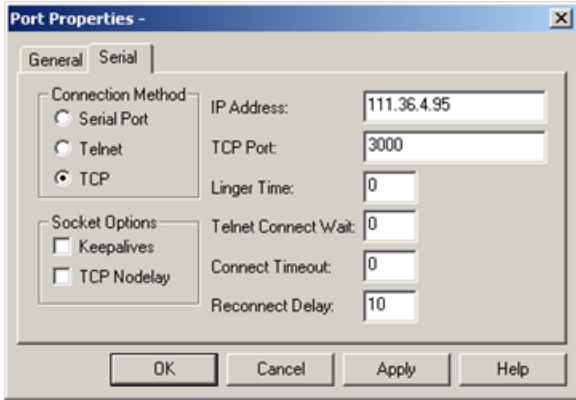 Port Properties -
General Serial
Connection Method
Serial Port
Telnet
TCP
Socket Options
Keepalives
TCP Nodelay
IP Address: 111.36.4.95
TCP Port: 3000
Linger Time: 0
Telnet Connect Wait: 0
Connect Timeout: 0
Reconnect Delay: 10
OK Cancel Apply Help